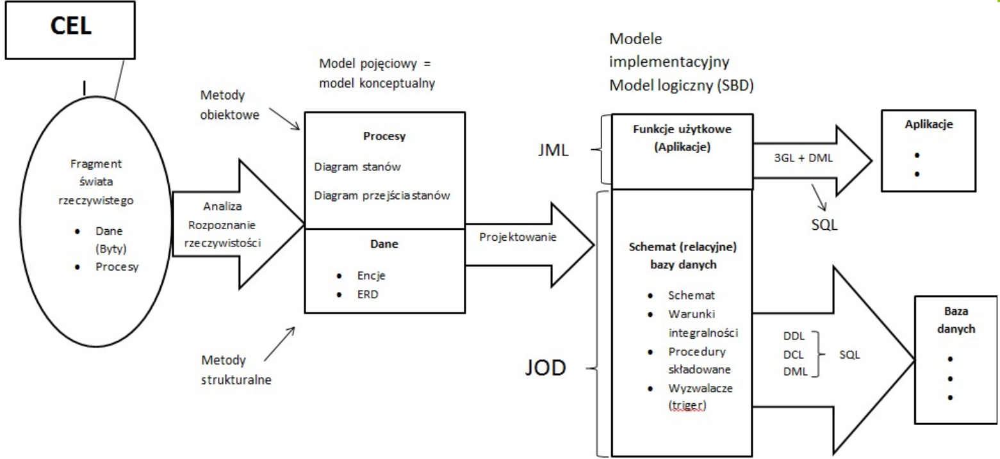 CEL
I
Fragment
świata
rzeczywistego
• Dane
(Byty)
• Procesy
Analiza
Rozpoznanie
rzeczywistości
Metody
obiektowe
Model pojęciowy =
model konceptualny
Procesy
Diagram stanów
Diagram przejścia stanów
Dane
• Encje
• ERD
Metody
strukturalne
Projektowanie
Modele
implementacyjny
Model logiczny (SBD)
JML
Funkcje użytkowe
(Aplikacje)
JOD
Schemat (relacyjne)
bazy danych
• Schemat
• Warunki
integralności
• Procedury
składowane
• Wyzwalacze
(triger)
3GL + DML
SQL
Aplikacje
•
•
DDL
DCL
DML
SQL
Baza
danych
•
•
•